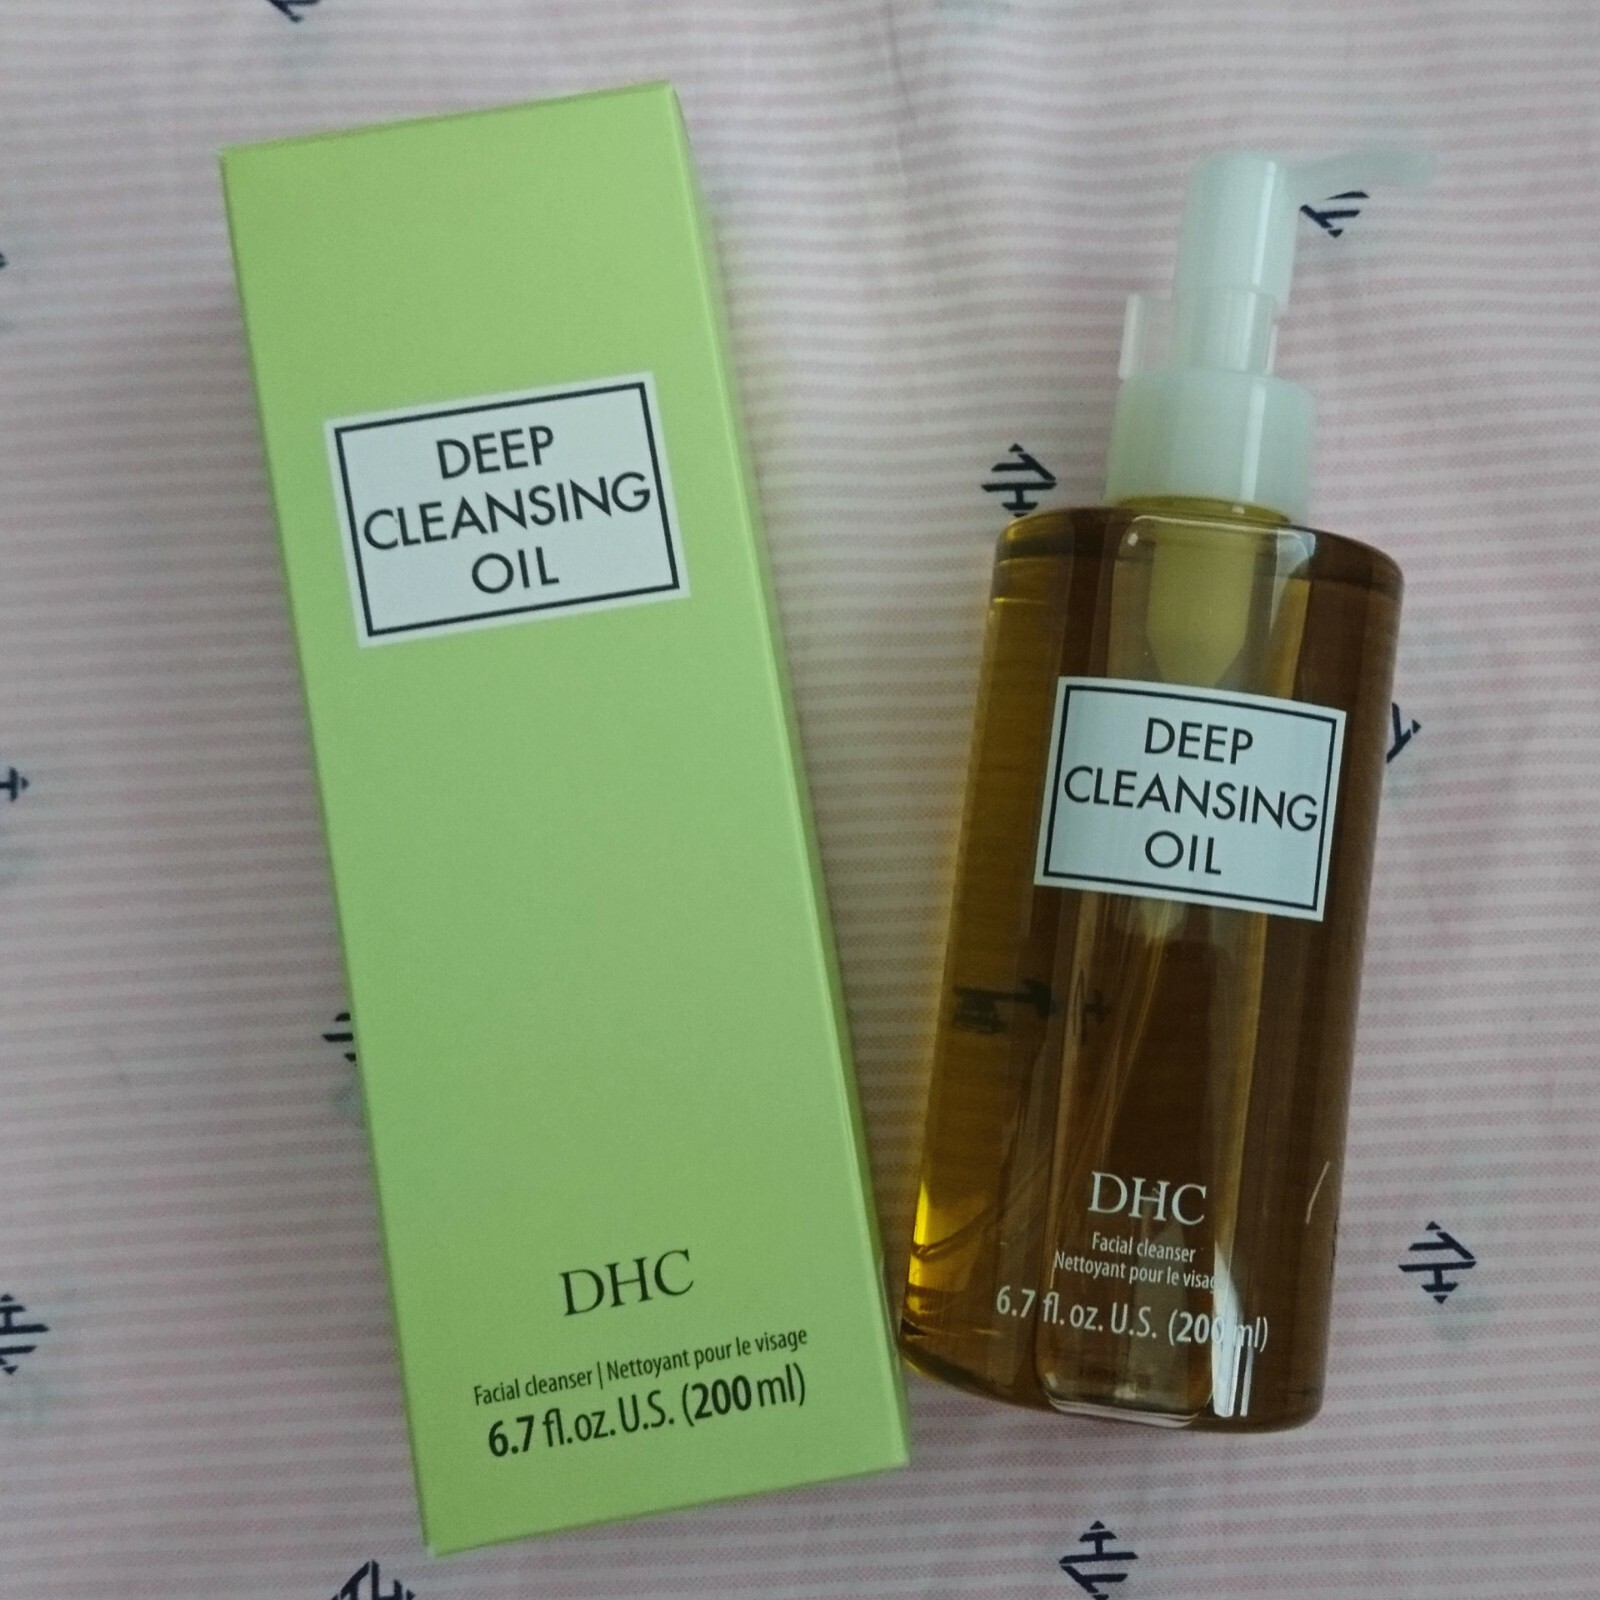 DEEP
CLEANSING
OIL
DHC
Facial cleanser | Nettoyant pour le visage
6.7 fl.oz. U.S. (200 ml)
DEEP
CLEANSING
OIL
DHC
Facial cleanser
Nettoyant pour le visage
6.7 fl. oz. U.S. (200 ml)